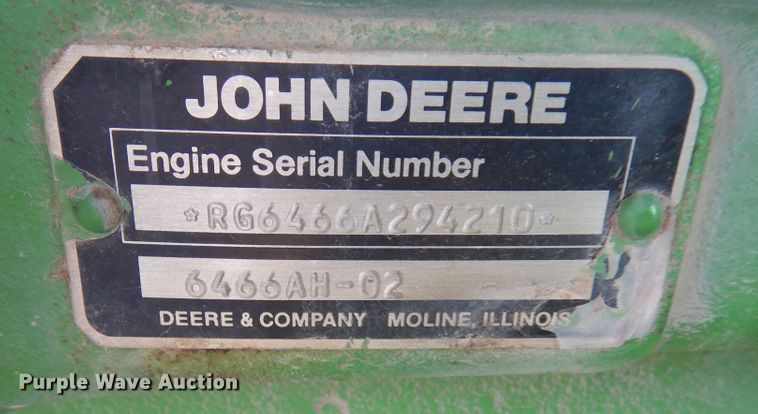 JOHN DEERE
Engine Serial Number
*RG6466A294210*
6466AH-02
DEERE & COMPANY MOLINE, ILLINOIS
Purple Wave Auction